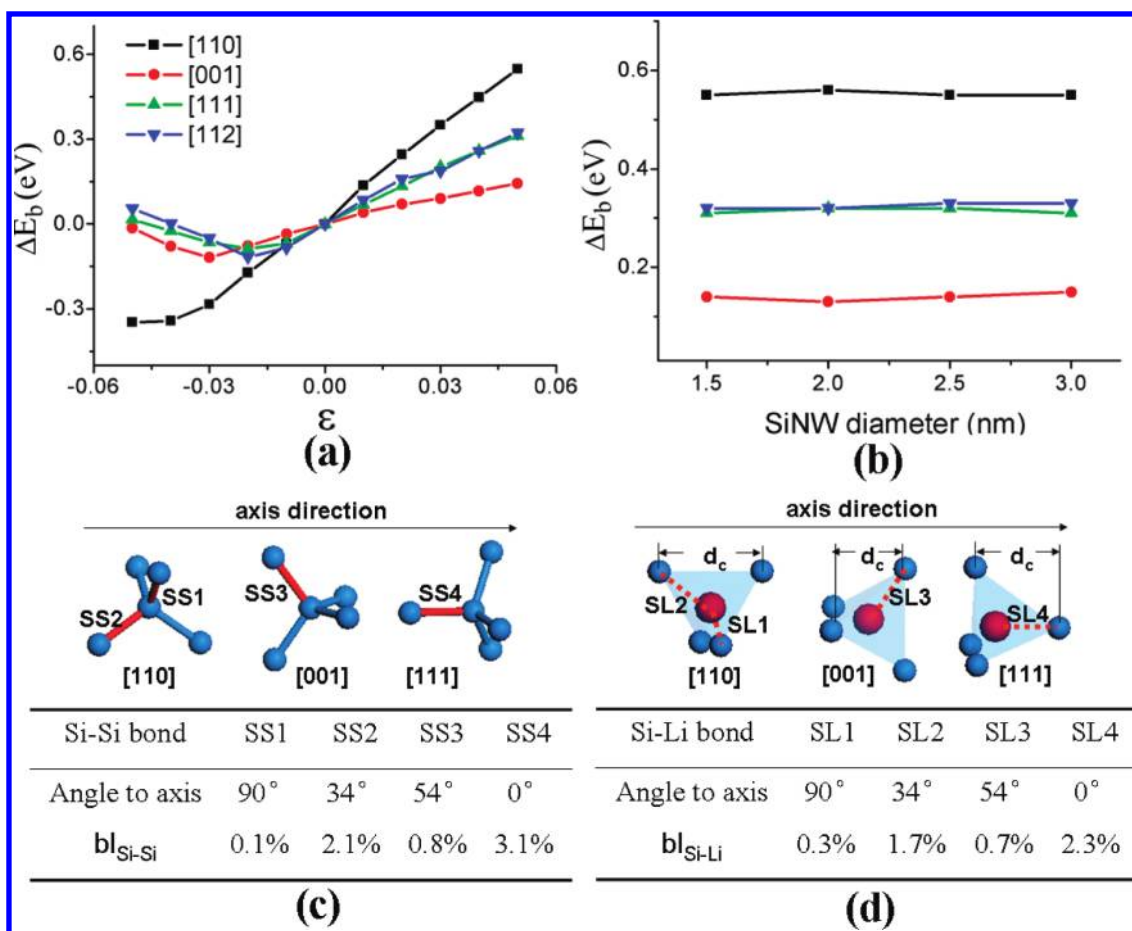 [110]
[001]
[111]
[112]
0.6
0.3
0.0
-0.3
ΔE_b (eV)
-0.06 -0.03 0.00 0.03 0.06
ε
(a)
0.6
0.4
0.2
ΔE_b (eV)
1.5 2.0 2.5 3.0
SiNW diameter (nm)
(b)
axis direction
SS1
SS2
SS3
SS4
[110] [001] [111]
Si-Si bond SS1 SS2 SS3 SS4
Angle to axis 90° 34° 54° 0°
bl_Si-Si 0.1% 2.1% 0.8% 3.1%
(c)
axis direction
d_c d_c d_c
SL2
SL1
SL3
SL4
[110] [001] [111]
Si-Li bond SL1 SL2 SL3 SL4
Angle to axis 90° 34° 54° 0°
bl_Si-Li 0.3% 1.7% 0.7% 2.3%
(d)